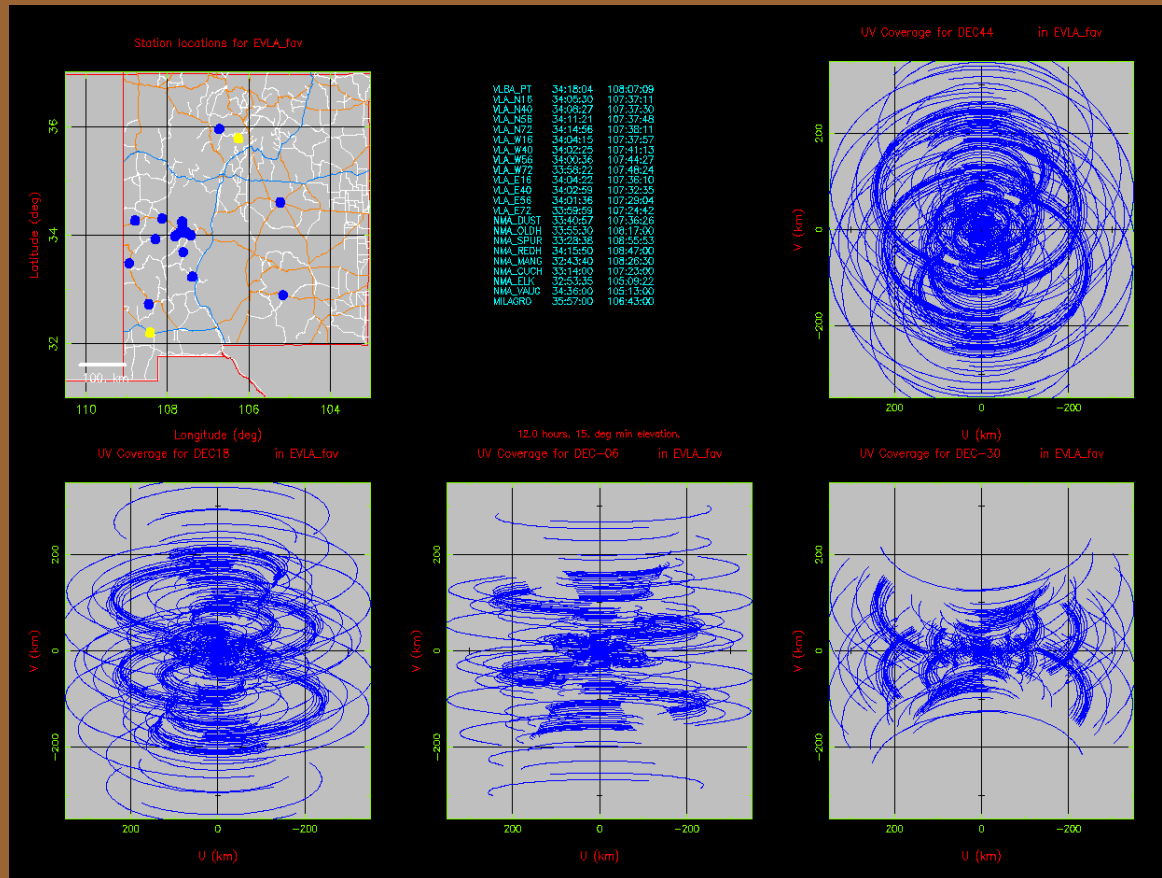 Station locations for EVLA_fav
36
34
32
Latitude (deg)
100. km
110 108 106 104
Longitude (deg)
VLBA_PT 34:18:04 108:07:09
VLA_N16 34:05:30 107:37:11
VLA_N40 34:08:27 107:37:30
VLA_N56 34:11:21 107:37:48
VLA_N72 34:14:56 107:38:11
VLA_W16 34:04:15 107:37:57
VLA_W40 34:02:25 107:41:13
VLA_W56 34:00:36 107:44:27
VLA_W72 33:58:22 107:48:24
VLA_E16 34:04:22 107:36:10
VLA_E40 34:02:59 107:32:35
VLA_E56 34:01:36 107:29:04
VLA_E72 33:59:59 107:24:42
NMA_DUST 33:40:57 107:36:26
NMA_OLDH 33:55:30 108:17:00
NMA_SPUR 33:28:38 108:55:53
NMA_REDH 34:15:50 108:47:00
NMA_MANG 32:43:40 108:26:30
NMA_CUCH 33:14:00 107:23:00
NMA_ELK 32:53:35 105:09:22
NMA_VAUG 34:36:00 105:13:00
MILAGRO 35:57:00 106:43:00
UV Coverage for DEC44 in EVLA_fav
200
0
-200
V (km)
200 0 -200
U (km)
12.0 hours, 15. deg min elevation.
UV Coverage for DEC18 in EVLA_fav
200
0
-200
V (km)
200 0 -200
U (km)
UV Coverage for DEC-06 in EVLA_fav
200
0
-200
V (km)
200 0 -200
U (km)
UV Coverage for DEC-30 in EVLA_fav
200
0
-200
V (km)
200 0 -200
U (km)